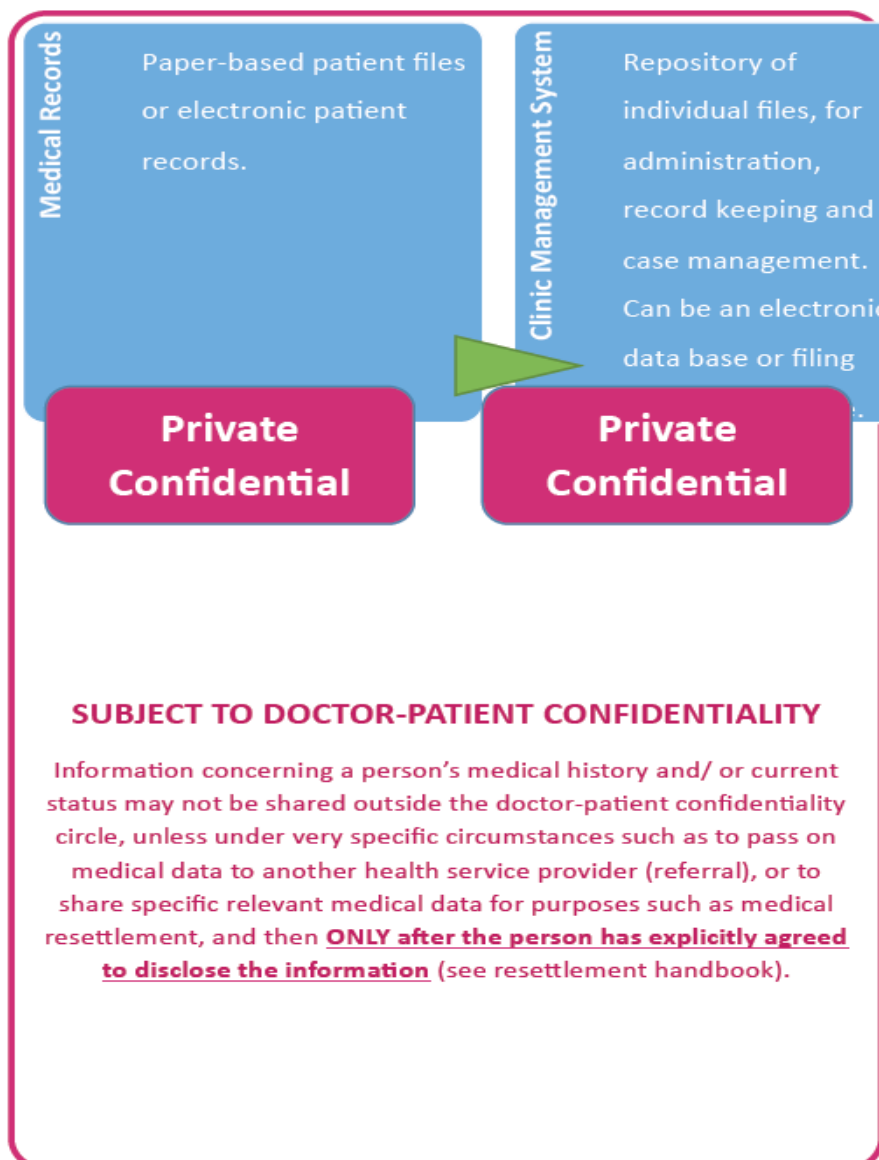 Medical Records
Paper-based patient files
or electronic patient
records.
Clinic Management System
Repository of
individual files, for
administration,
record keeping and
case management.
Can be an electronic
data base or filing
Private
Confidential
Private
Confidential
SUBJECT TO DOCTOR-PATIENT CONFIDENTIALITY
Information concerning a person's medical history and/ or current
status may not be shared outside the doctor-patient confidentiality
circle, unless under very specific circumstances such as to pass on
medical data to another health service provider (referral), or to
share specific relevant medical data for purposes such as medical
resettlement, and then ONLY after the person has explicitly agreed
to disclose the information (see resettlement handbook).